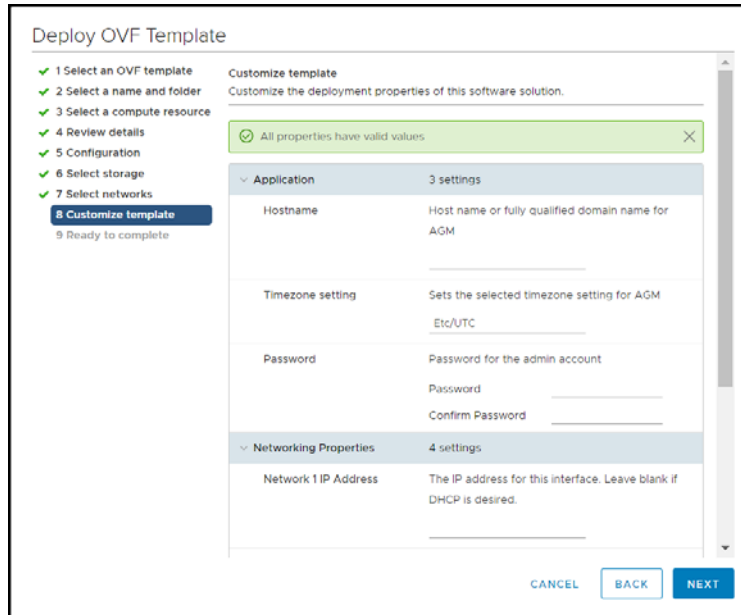 Deploy OVF Template
1 Select an OVF template
2 Select a name and folder
3 Select a compute resource
4 Review details
5 Configuration
6 Select storage
7 Select networks
8 Customize template
9 Ready to complete
Customize template
Customize the deployment properties of this software solution.
All properties have valid values
Application 3 settings
Hostname Host name or fully qualified domain name for
AGM
Timezone setting Sets the selected timezone setting for AGM
Etc/UTC
Password Password for the admin account
Password
Confirm Password
Networking Properties 4 settings
Network 1 IP Address The IP address for this interface. Leave blank if
DHCP is desired.
CANCEL BACK NEXT